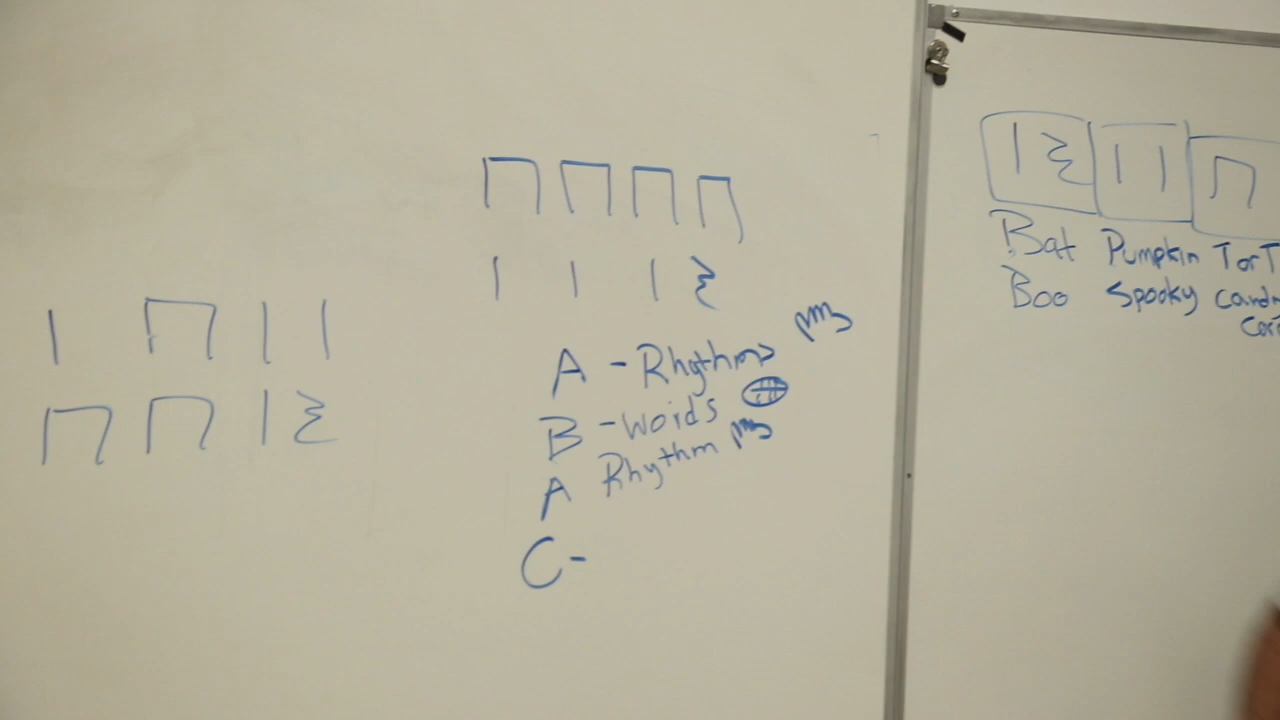 A - Rhythms
B - words
A Rhythm
C -
Bat Pumpkin
Boo Spooky